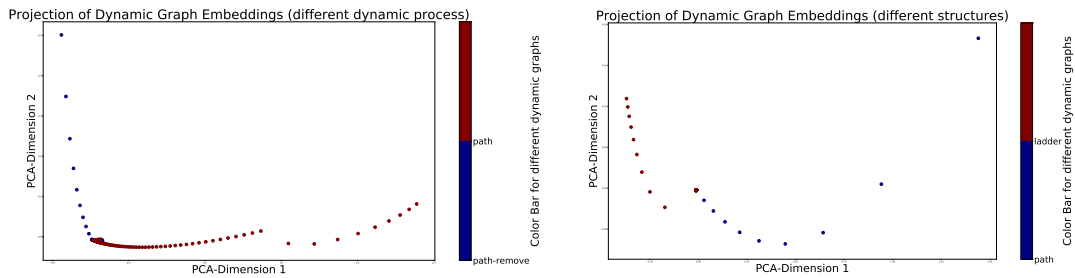 Projection of Dynamic Graph Embeddings (different dynamic process)
PCA-Dimension 2
PCA-Dimension 1
path
path-remove
Color Bar for different dynamic graphs
Projection of Dynamic Graph Embeddings (different structures)
PCA-Dimension 2
PCA-Dimension 1
ladder
path
Color Bar for different dynamic graphs